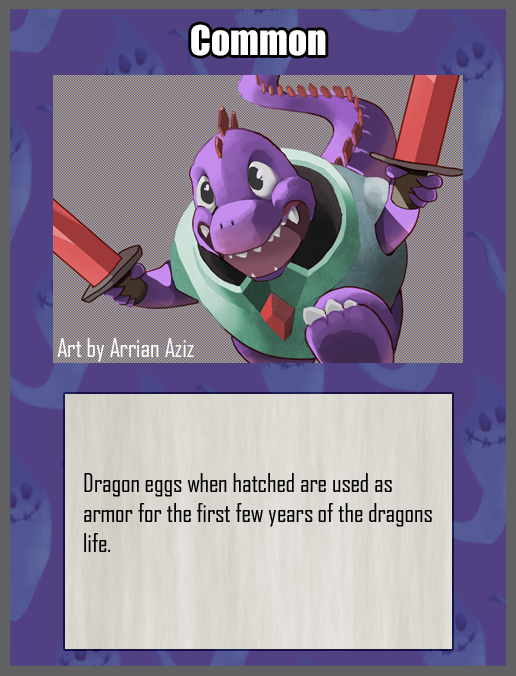 Common
Art by Arrian Aziz
Dragon eggs when hatched are used as
armor for the first few years of the dragons
life.